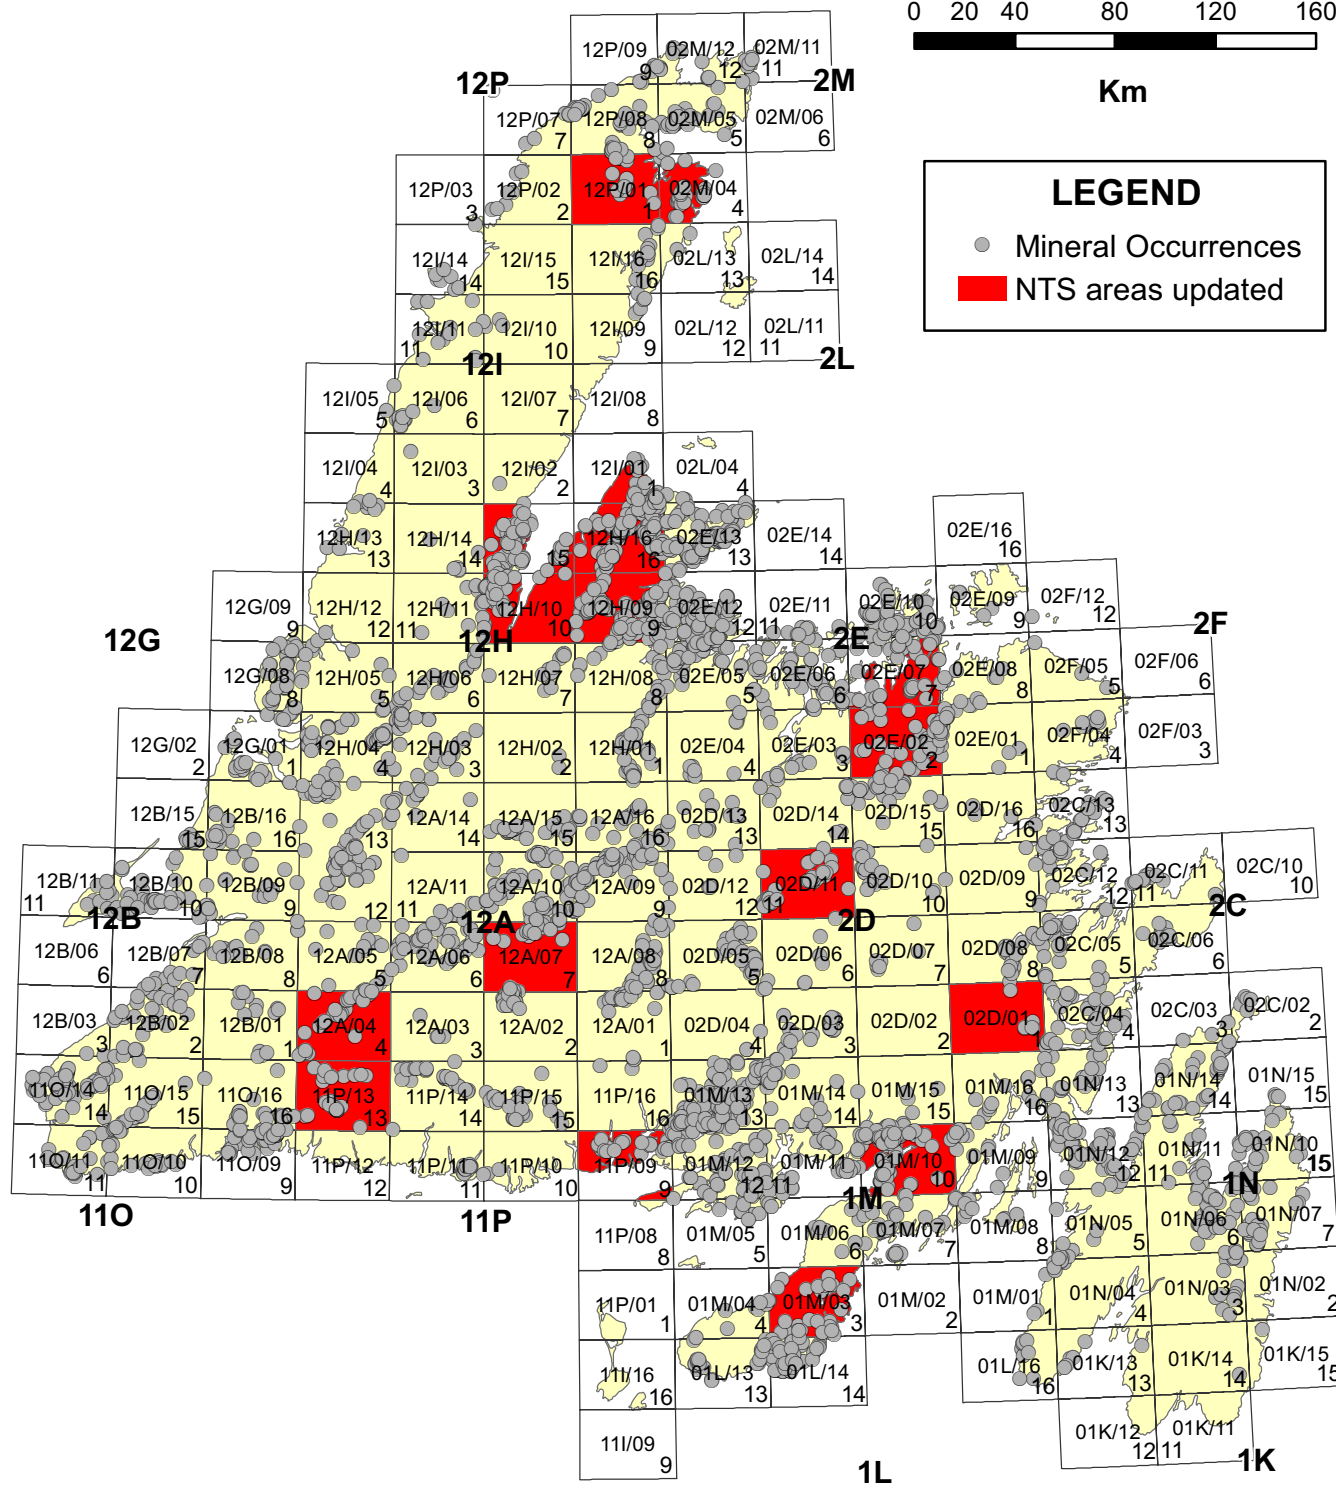 0 20 40 80 120 160
Km
LEGEND
Mineral Occurrences
NTS areas updated
12P/09 9 02M/12 12 02M/11 11
12P 2M
12P/07 7 12P/08 8 02M/05 5 02M/06 6
12P/03 3 12P/02 2 12P/01 1 02M/04 4
12I/14 14 12I/15 15 12I/16 16 02L/13 13 02L/14 14
12I/11 11 12I/10 10 12I/09 9 02L/12 12 02L/11 11
12I 2L
12I/05 5 12I/06 6 12I/07 7 12I/08 8
12I/04 4 12I/03 3 12I/02 2 12I/01 1 02L/04 4
12H/13 13 12H/14 14 15 12H/16 16 02E/13 13 02E/14 14 02E/16 16
12G/09 9 12H/12 12 12H/11 11 12H/10 10 12H/09 9 02E/12 12 02E/11 11 02E/10 10 02E/09 9 02F/12 12
12G 12H 2E 2F
12G/08 8 12H/05 5 12H/06 6 12H/07 7 12H/08 8 02E/05 5 02E/06 6 02E/07 7 02E/08 8 02F/05 5 02F/06 6
12G/02 2 12G/01 1 12H/04 4 12H/03 3 12H/02 2 12H/01 1 02E/04 4 02E/03 3 02E/02 2 02E/01 1 02F/04 4 02F/03 3
12B/15 15 12B/16 16 13 12A/14 14 12A/15 15 12A/16 16 02D/13 13 02D/14 14 02D/15 15 02D/16 16 02C/13 13
12B/11 11 12B/10 10 12B/09 9 12 12A/11 11 12A/10 10 12A/09 9 02D/12 12 02D/11 11 02D/10 10 02D/09 9 02C/12 12 02C/11 11 02C/10 10
12B 12A 2D 2C
12B/06 6 12B/07 7 12B/08 8 12A/05 5 12A/06 6 12A/07 7 12A/08 8 02D/05 5 02D/06 6 02D/07 7 02D/08 8 02C/05 5 02C/06 6
12B/03 3 12B/02 2 12B/01 1 12A/04 4 12A/03 3 12A/02 2 12A/01 1 02D/04 4 02D/03 3 02D/02 2 02D/01 1 02C/04 4 02C/03 3 02C/02 2
11O/14 14 11O/15 15 11O/16 16 11P/13 13 11P/14 14 11P/15 15 11P/16 16 01M/13 13 01M/14 14 01M/15 15 01M/16 16 01N/13 13 01N/14 14 01N/15 15
11O/11 11 11O/10 10 11O/09 9 11P/12 12 11P/11 11 11P/10 10 11P/09 9 01M/12 12 01M/11 11 01M/10 10 01M/09 9 01N/12 12 01N/11 11 01N/10 15
11O 11P 1M 1N
11P/08 8 01M/05 5 01M/06 6 01M/07 7 01M/08 8 01N/05 5 01N/06 6 01N/07 7
11P/01 1 01M/04 4 01M/03 3 01M/02 2 01M/01 1 01N/04 4 01N/03 3 01N/02 2
11I/16 16 01L/13 13 01L/14 14 01L/16 16 01K/13 13 01K/14 14 01K/15 15
11I/09 9 01K/12 12 01K/11 11
1L 1K